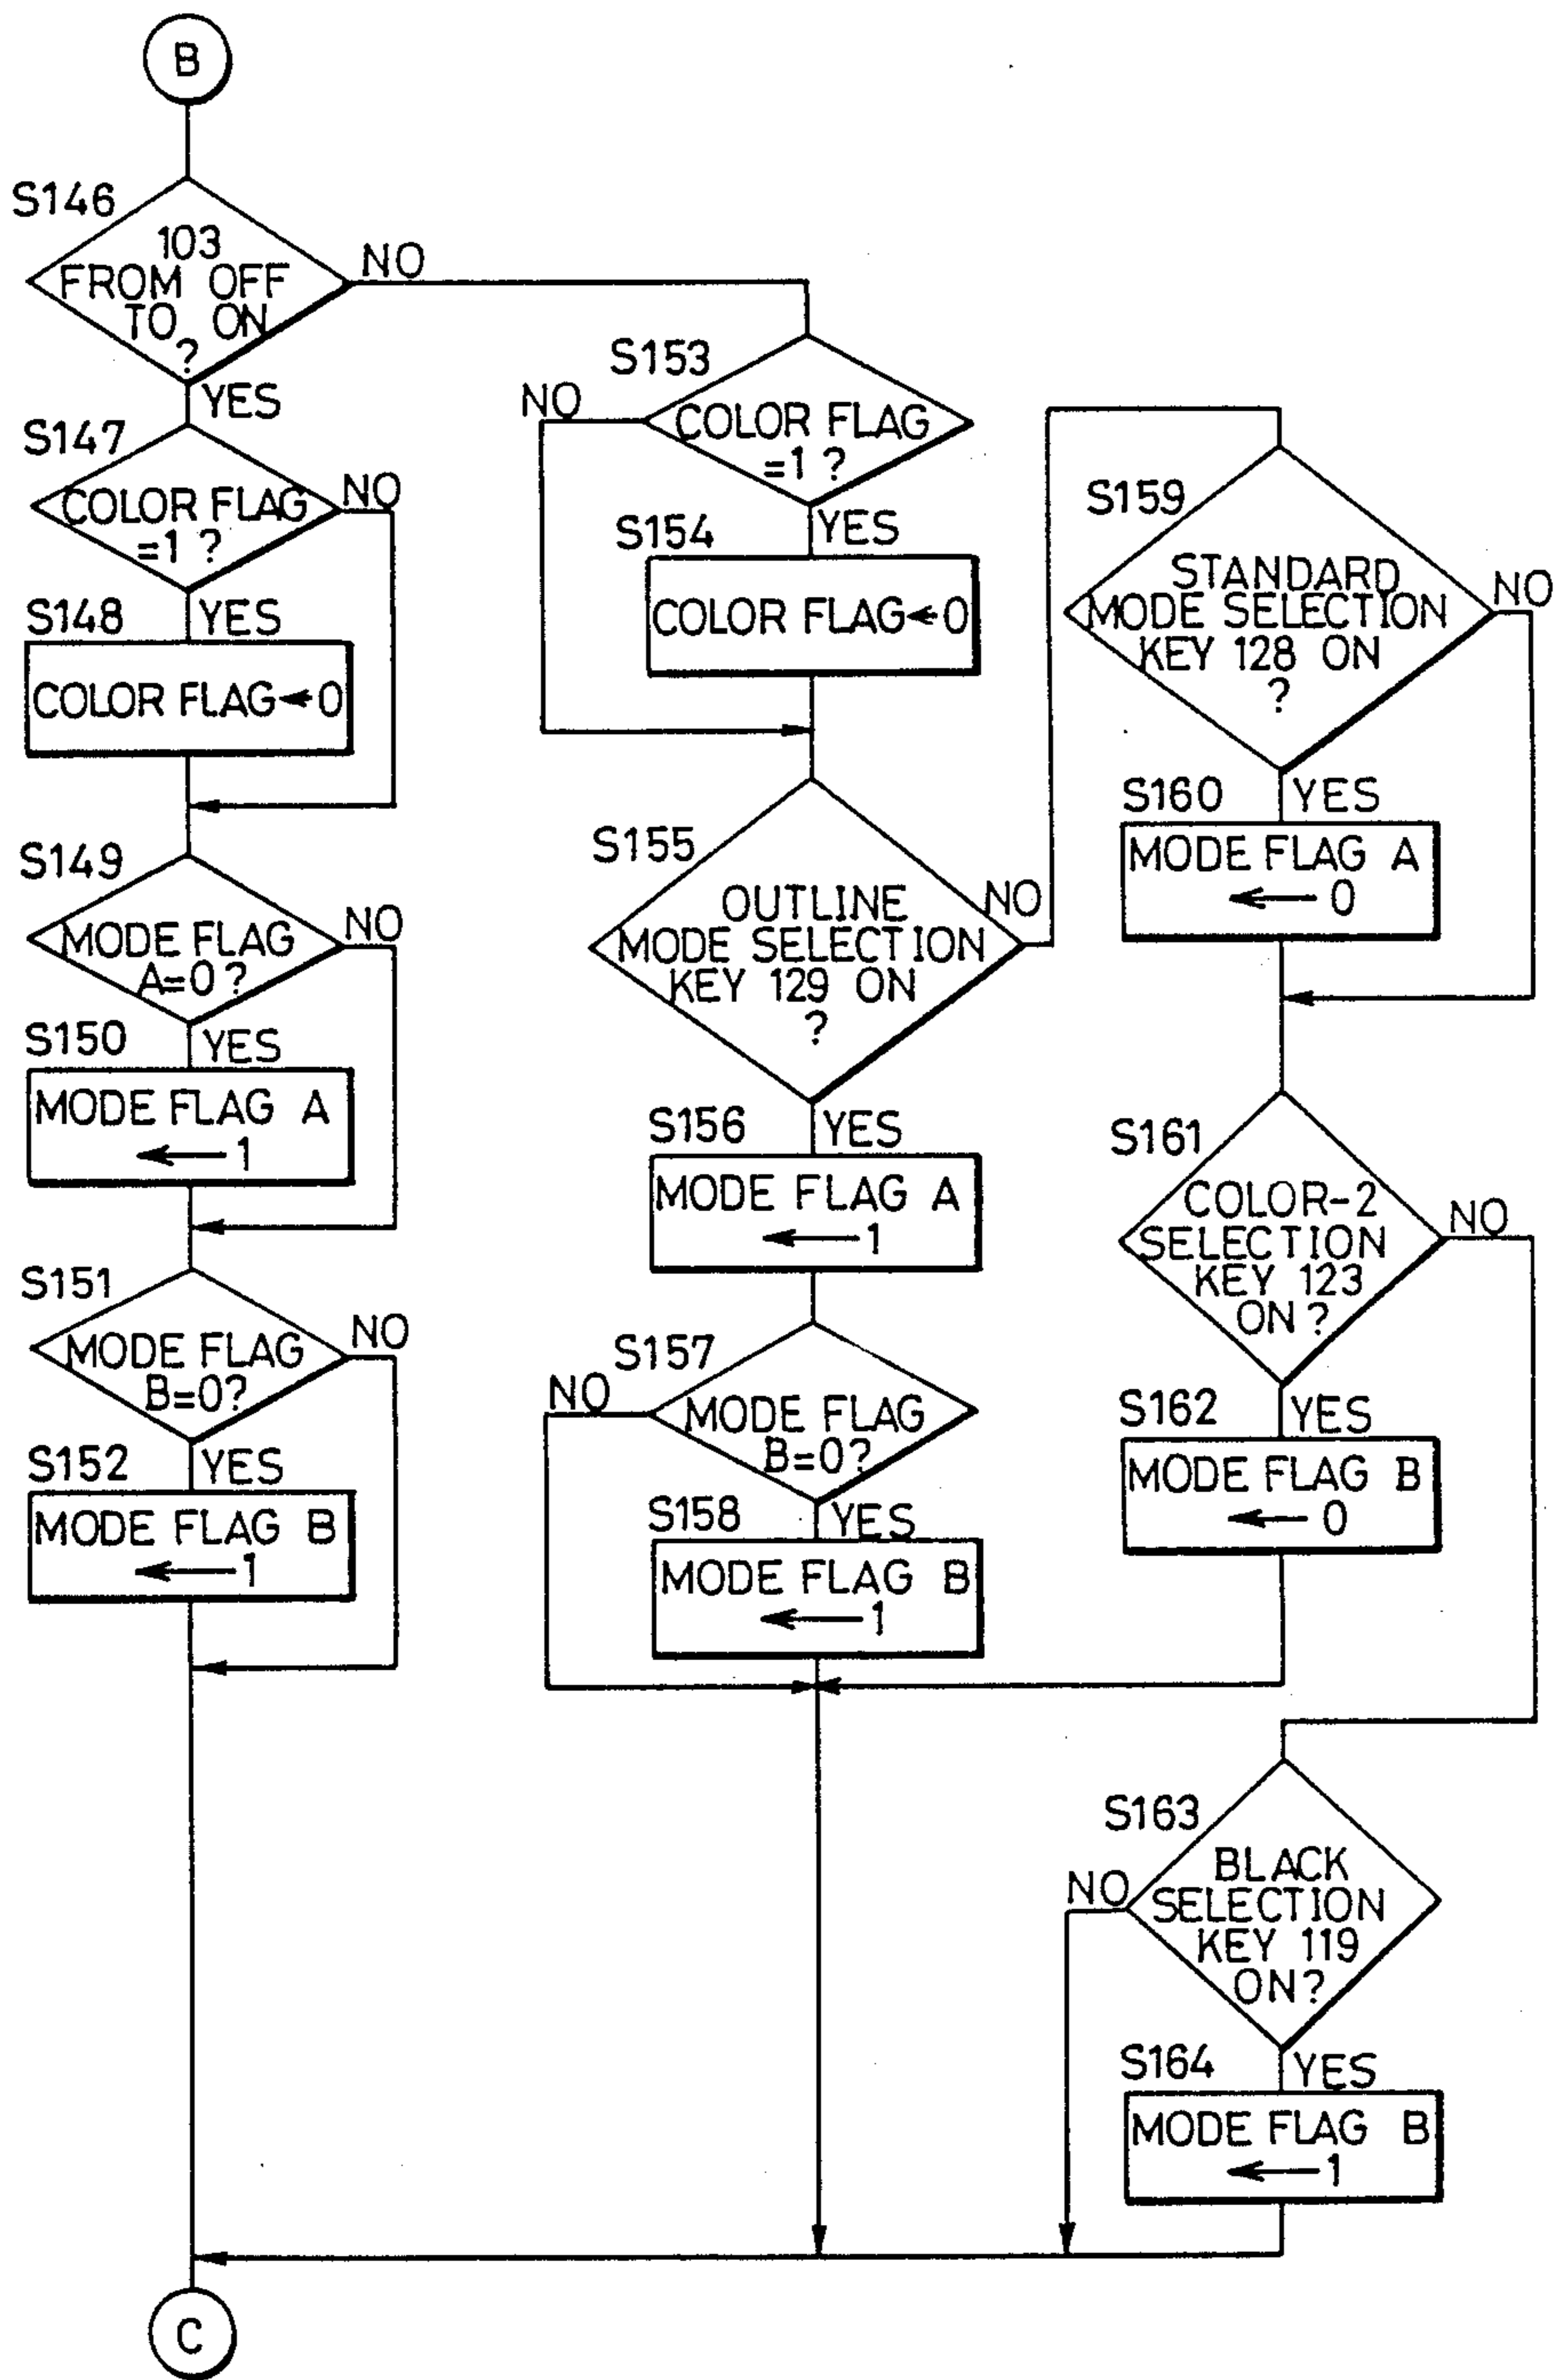 B
S146
103
FROM OFF
TO ON
?
NO
YES
S147
COLOR FLAG
=1 ?
NO
YES
S148
COLOR FLAG←0
S149
MODE FLAG
A=0 ?
NO
YES
S150
MODE FLAG A
←1
S151
MODE FLAG
B=0?
NO
YES
S152
MODE FLAG B
←1
S153
COLOR FLAG
=1 ?
NO
YES
S154
COLOR FLAG←0
S155
OUTLINE
MODE SELECTION
KEY 129 ON
?
NO
YES
S156
MODE FLAG A
←1
S157
MODE FLAG
B=0?
NO
YES
S158
MODE FLAG B
←1
S159
STANDARD
MODE SELECTION
KEY 128 ON
?
NO
YES
S160
MODE FLAG A
←0
S161
COLOR-2
SELECTION
KEY 123
ON?
NO
YES
S162
MODE FLAG B
←0
S163
BLACK
SELECTION
KEY 119
ON?
NO
YES
S164
MODE FLAG B
←1
C